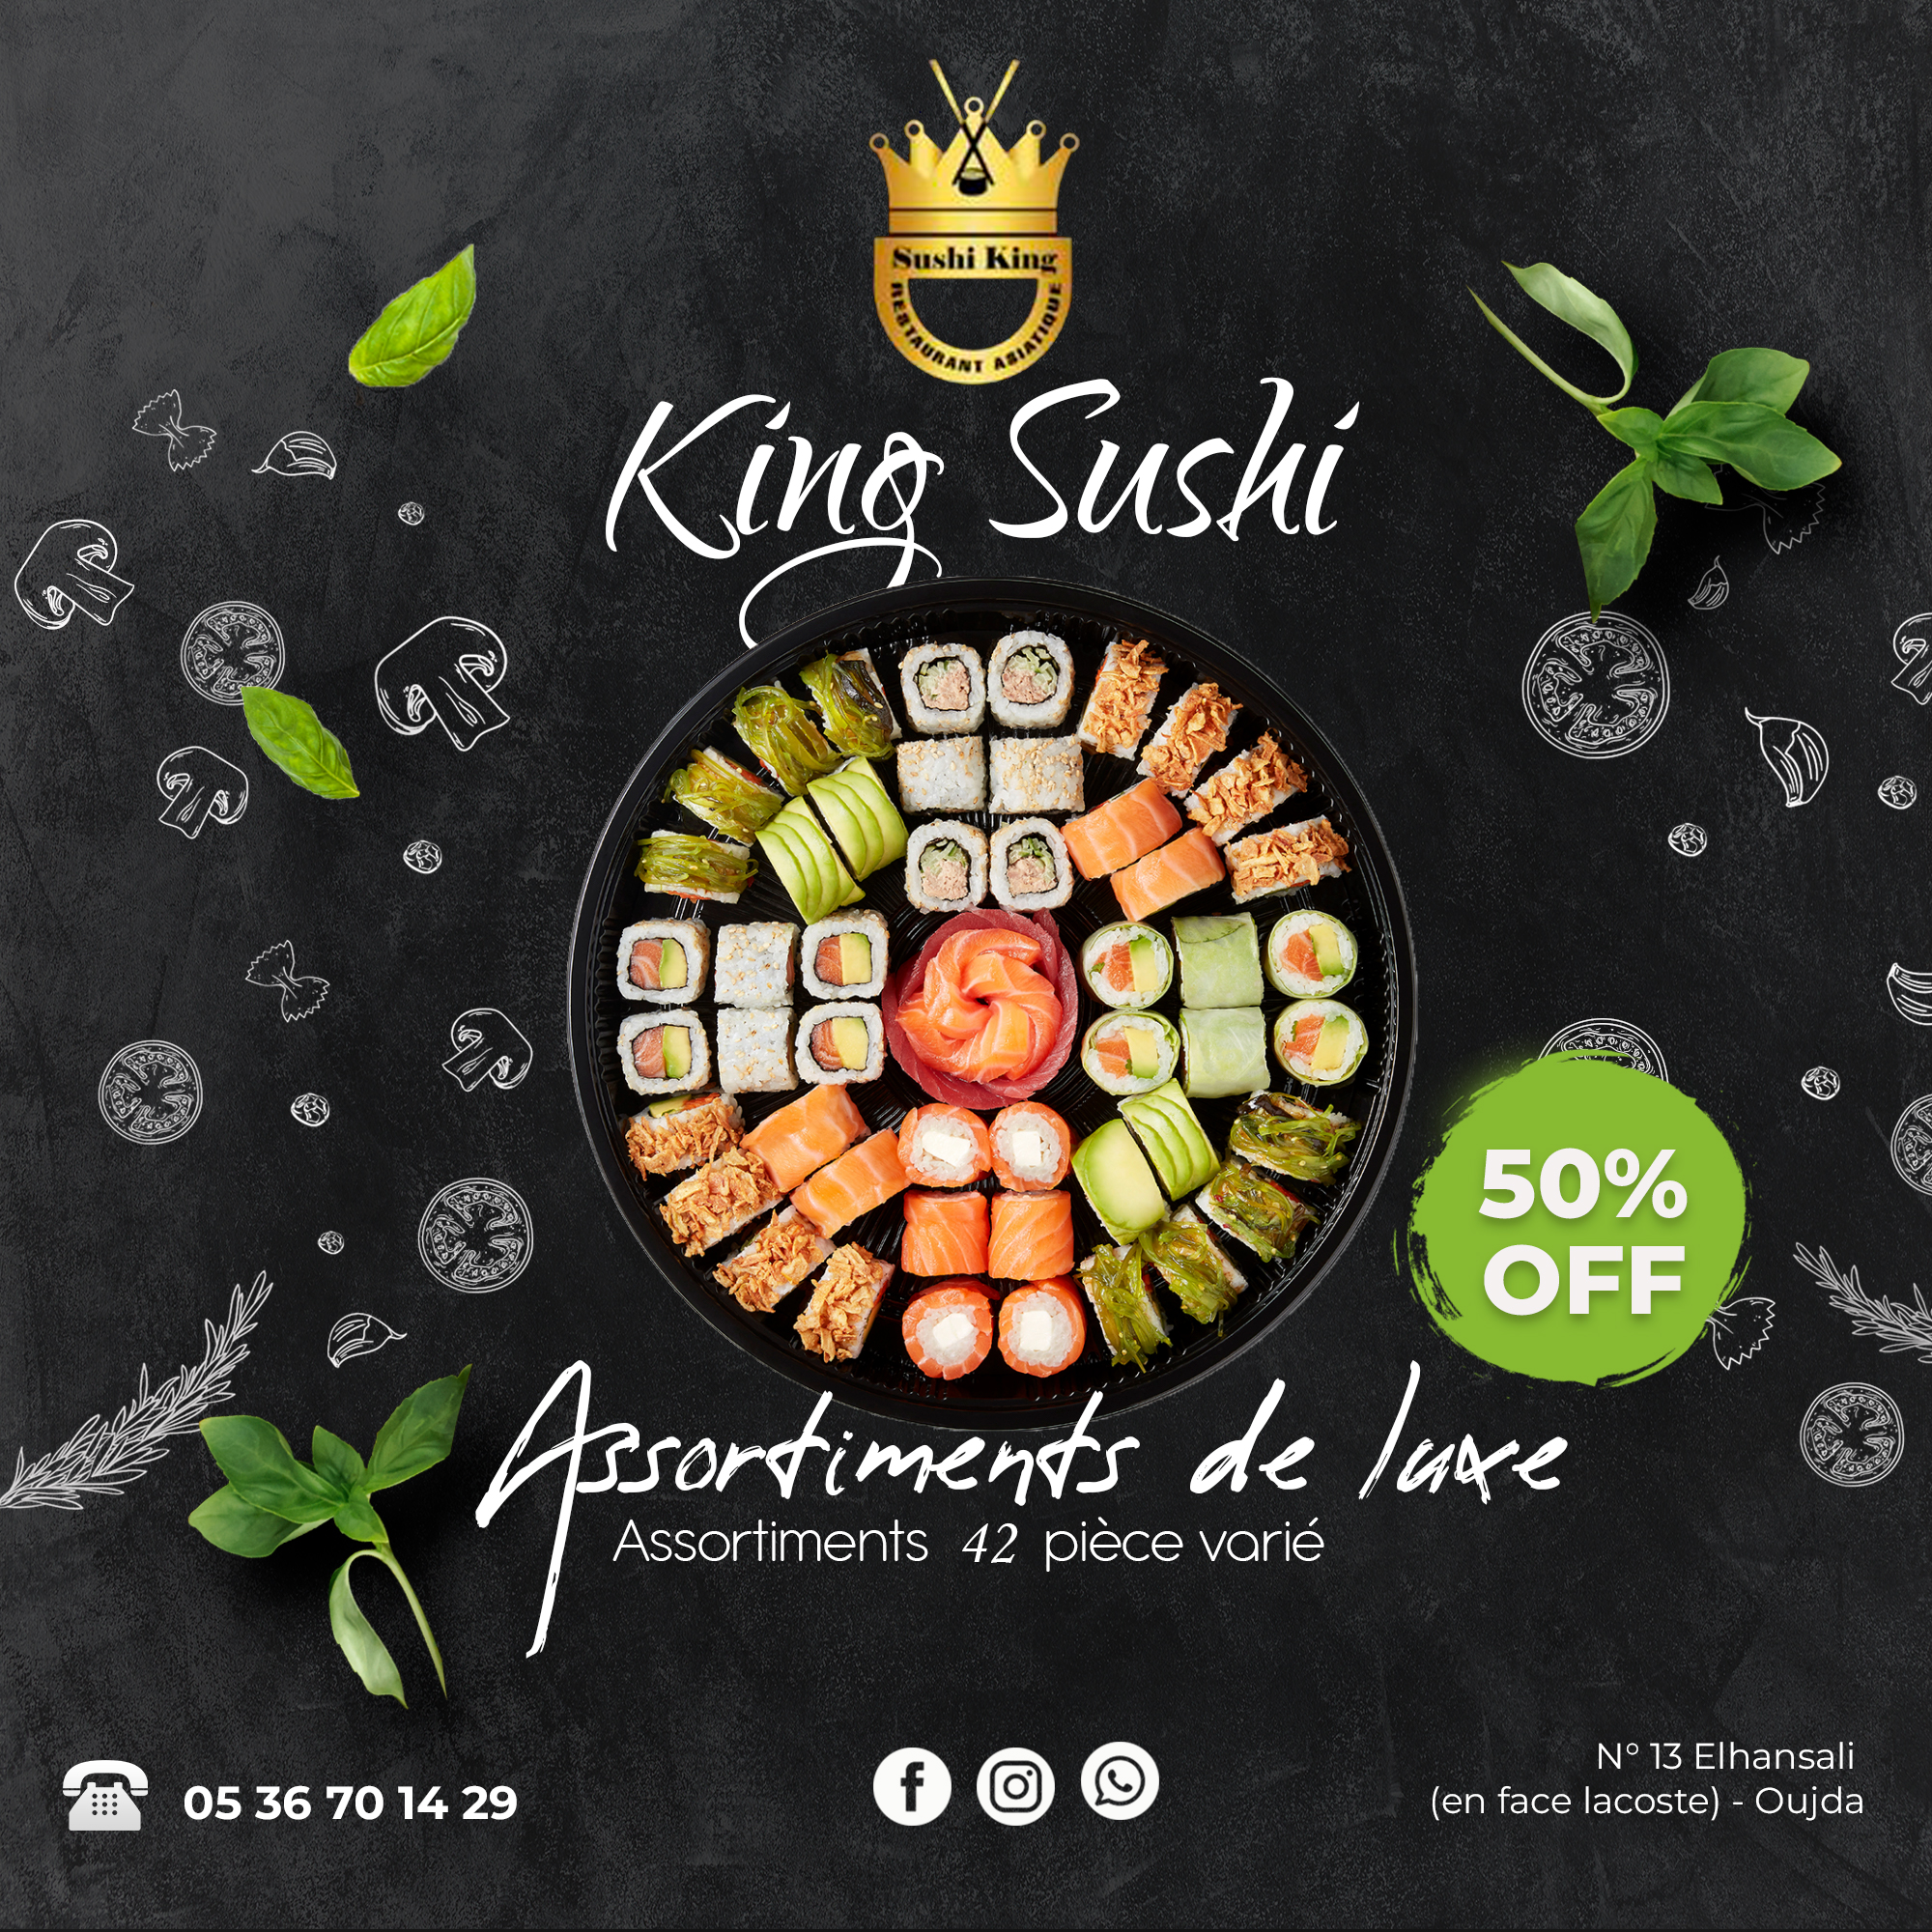 Sushi King
RESTAURANT ASIATIQUE
King Sushi
50%
OFF
Assortiments de luxe
Assortiments 42 pièce varié
05 36 70 14 29
N° 13 Elhansali
(en face lacoste) - Oujda